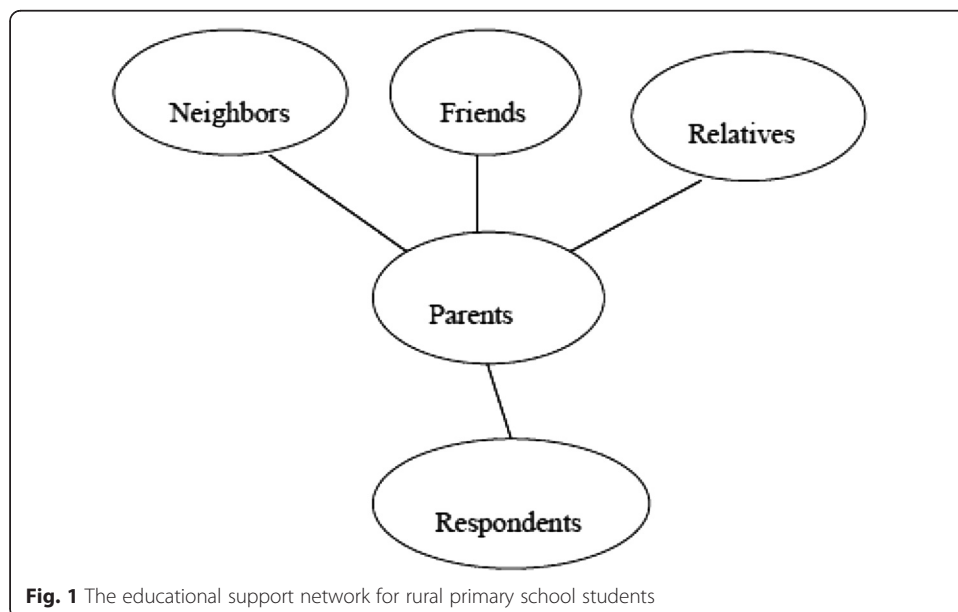 Neighbors
Friends
Relatives
Parents
Respondents
Fig. 1 The educational support network for rural primary school students